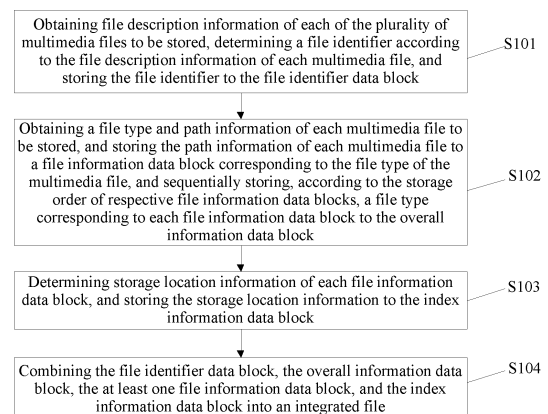 Obtaining file description information of each of the plurality of
multimedia files to be stored, determining a file identifier according
to the file description information of each multimedia file, and
storing the file identifier to the file identifier data block
S101
Obtaining a file type and path information of each multimedia file to
be stored, and storing the path information of each multimedia file to
a file information data block corresponding to the file type of the
multimedia file, and sequentially storing, according to the storage
order of respective file information data blocks, a file type
corresponding to each file information data block to the overall
information data block
S102
Determining storage location information of each file information
data block, and storing the storage location information to the index
information data block
S103
Combining the file identifier data block, the overall information data
block, the at least one file information data block, and the index
information data block into an integrated file
S104